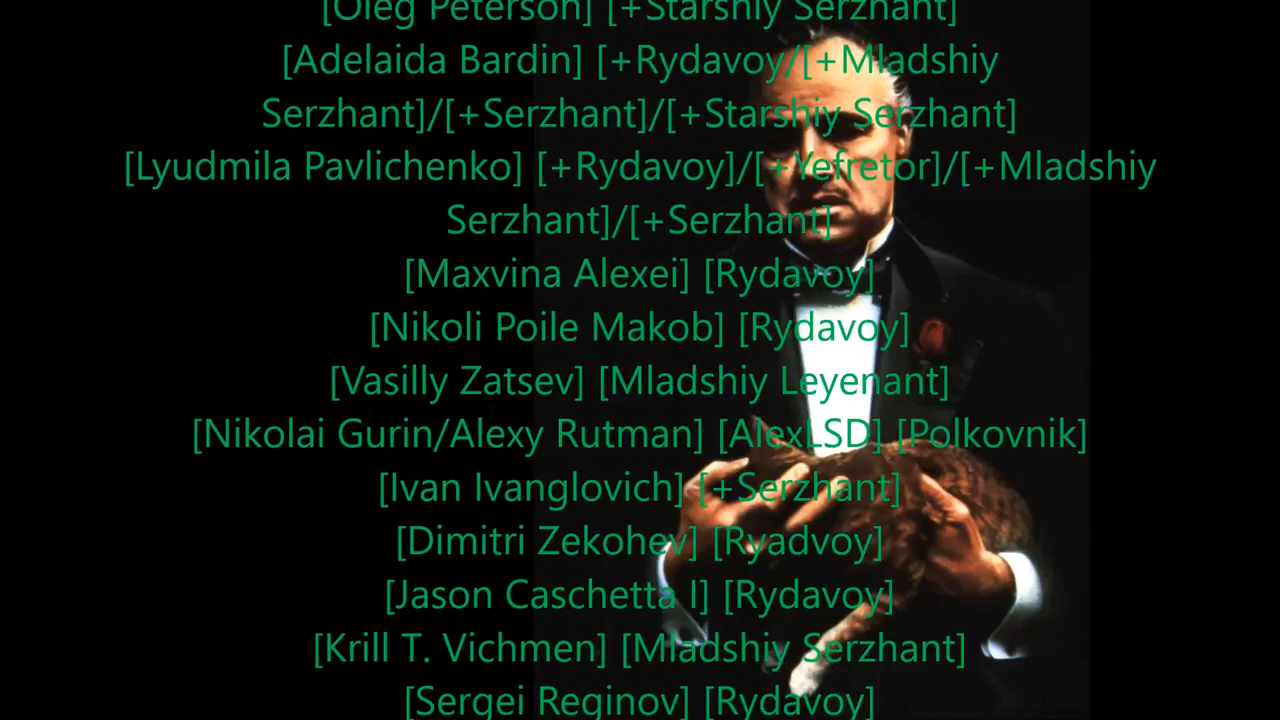 [Oleg Peterson] [+Starshiy Serzhant]
[Adelaida Bardin] [+Rydavoy/[+Mladshiy
Serzhant]/[+Serzhant]/[+Starshiy Serzhant]
[Lyudmila Pavlichenko] [+Rydavoy]/[+Yefretor]/[+Mladshiy
Serzhant]/[+Serzhant]
[Maxvina Alexei] [Rydavoy]
[Nikoli Poile Makob] [Rydavoy]
[Vasilly Zatsev] [Mladshiy Leyenant]
[Nikolai Gurin/Alexy Rutman] [AlexLSD] [Polkovnik]
[Ivan Ivanglovich] [+Serzhant]
[Dimitri Zekohev] [Ryadvoy]
[Jason Caschetta I] [Rydavoy]
[Krill T. Vichmen] [Mladshiy Serzhant]
[Sergei Reginov] [Rydavoy]